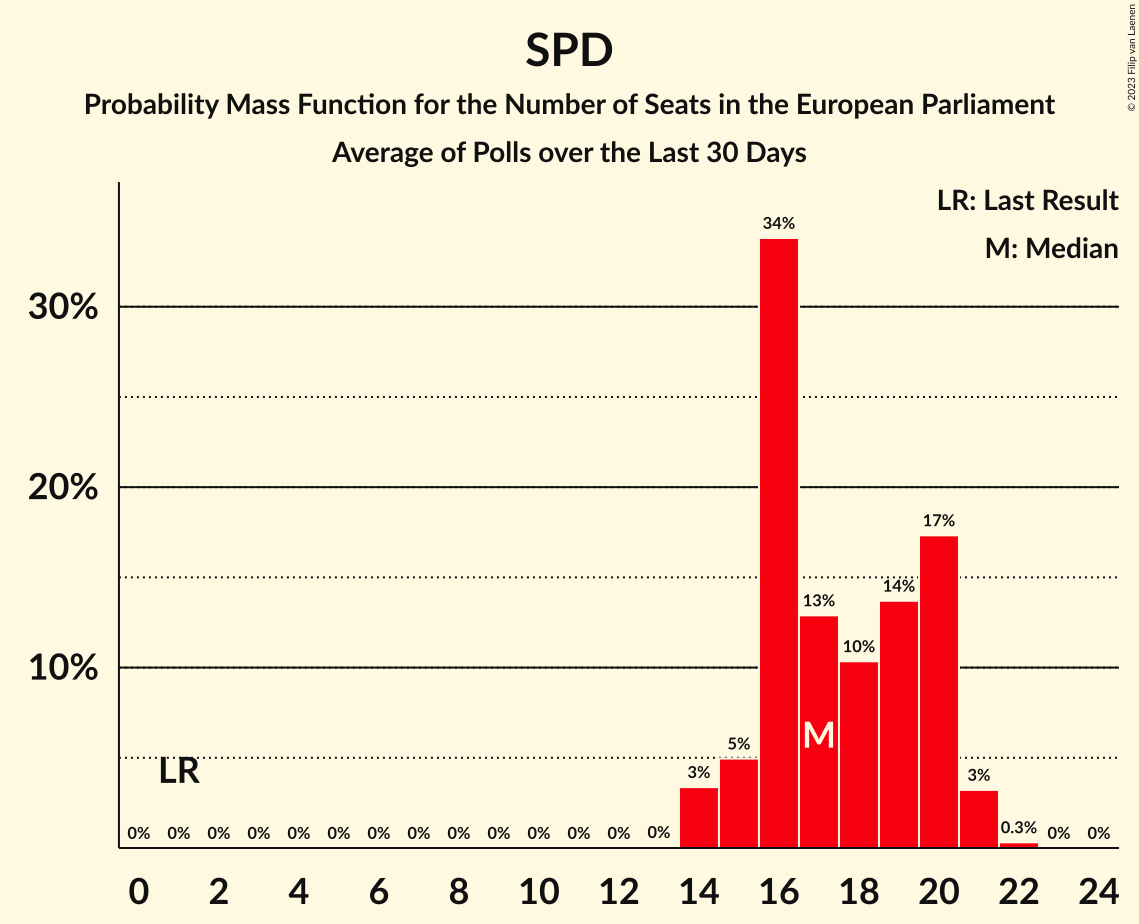 SPD
Probability Mass Function for the Number of Seats in the European Parliament
Average of Polls over the Last 30 Days
© 2023 Filip van Laenen
LR: Last Result
M: Median
34%
30%
20%
17%
14%
13%
10%
10%
M
5%
LR
3%
3%
0% 0% 0% 0% 0% 0% 0% 0% 0% 0% 0% 0% 0% 0% 0.3% 0% 0%
0 2 4 6 8 10 12 14 16 18 20 22 24